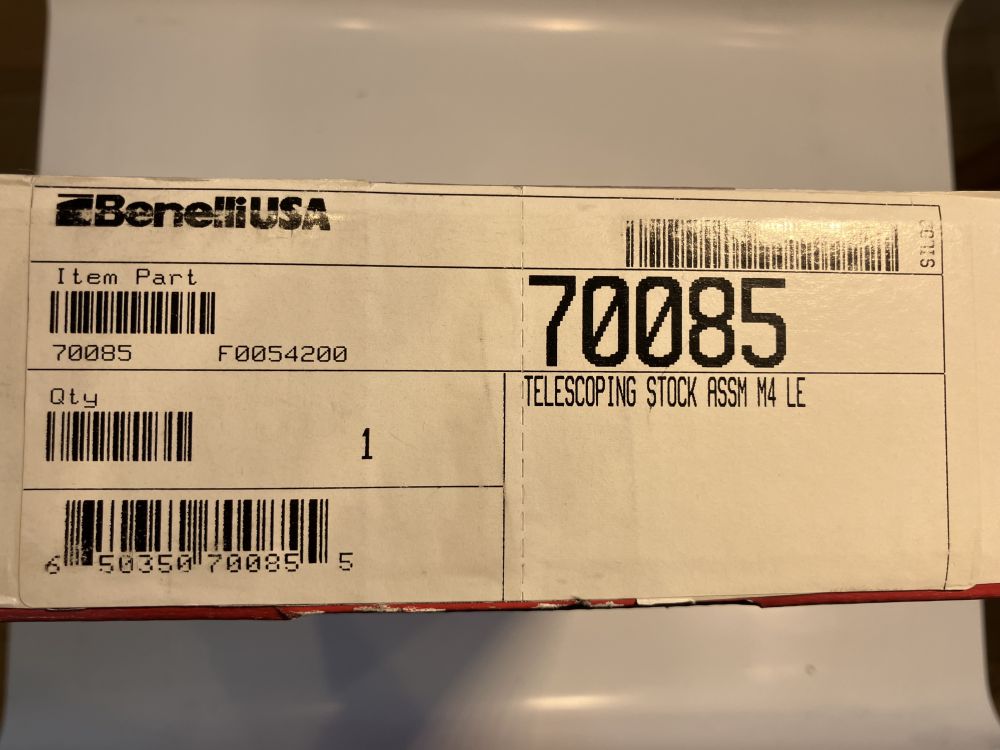 BenelliUSA
Item Part
70085 F0054200
70085
TELESCOPING STOCK ASSM M4 LE
Qty
1
6 50350 70085 5